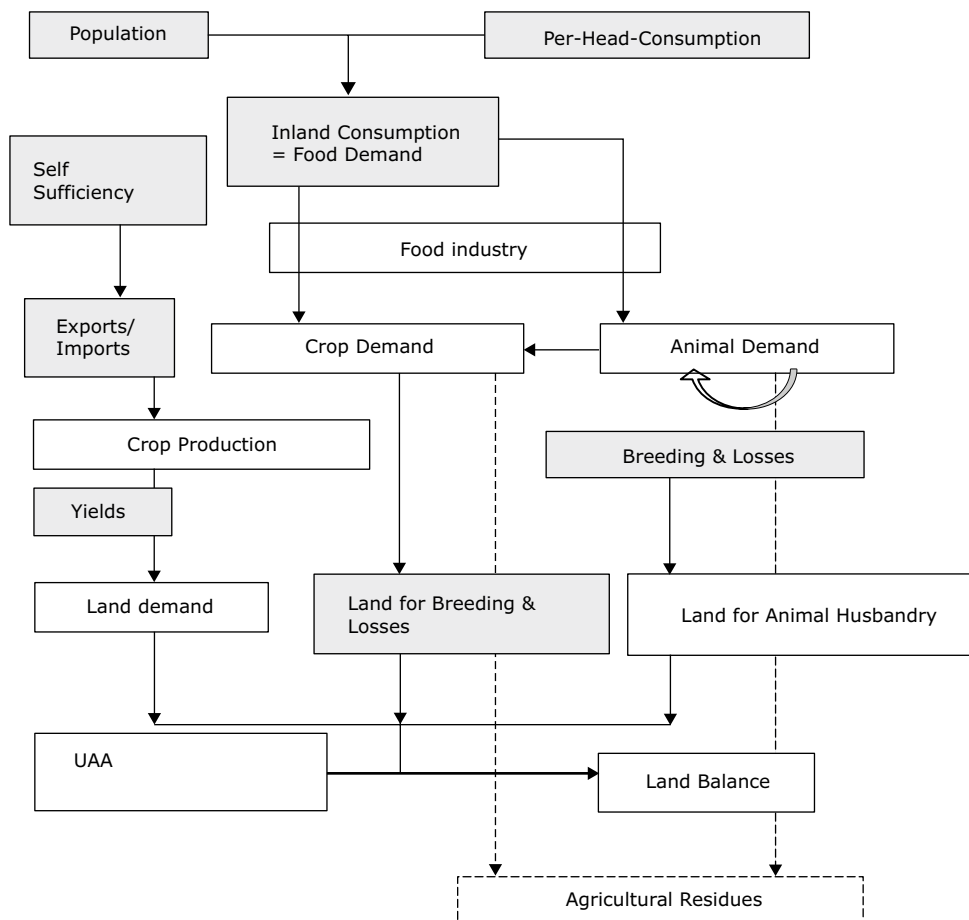 Population
Per-Head-Consumption
Inland Consumption
= Food Demand
Self
Sufficiency
Food industry
Exports/
Imports
Crop Demand
Animal Demand
Crop Production
Breeding & Losses
Yields
Land demand
Land for Breeding &
Losses
Land for Animal Husbandry
UAA
Land Balance
Agricultural Residues